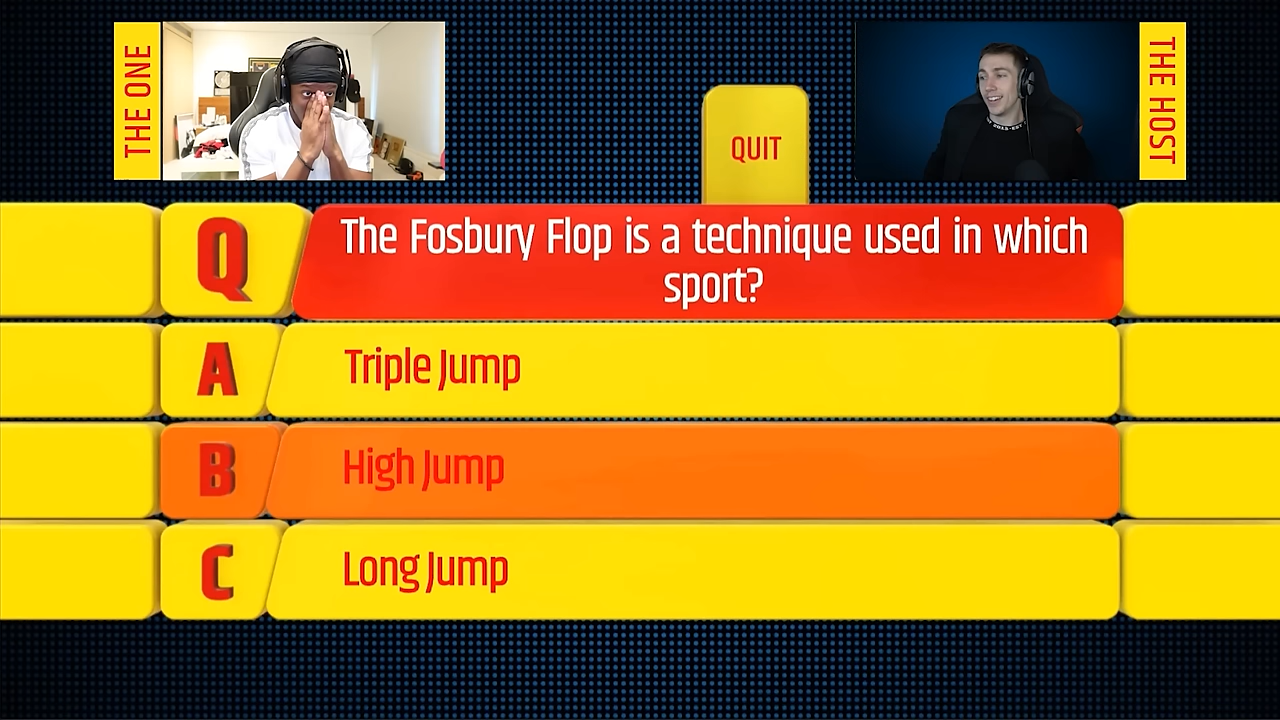 THE ONE
THE HOST
QUIT
Q
The Fosbury Flop is a technique used in which
sport?
A
Triple Jump
B
High Jump
C
Long Jump